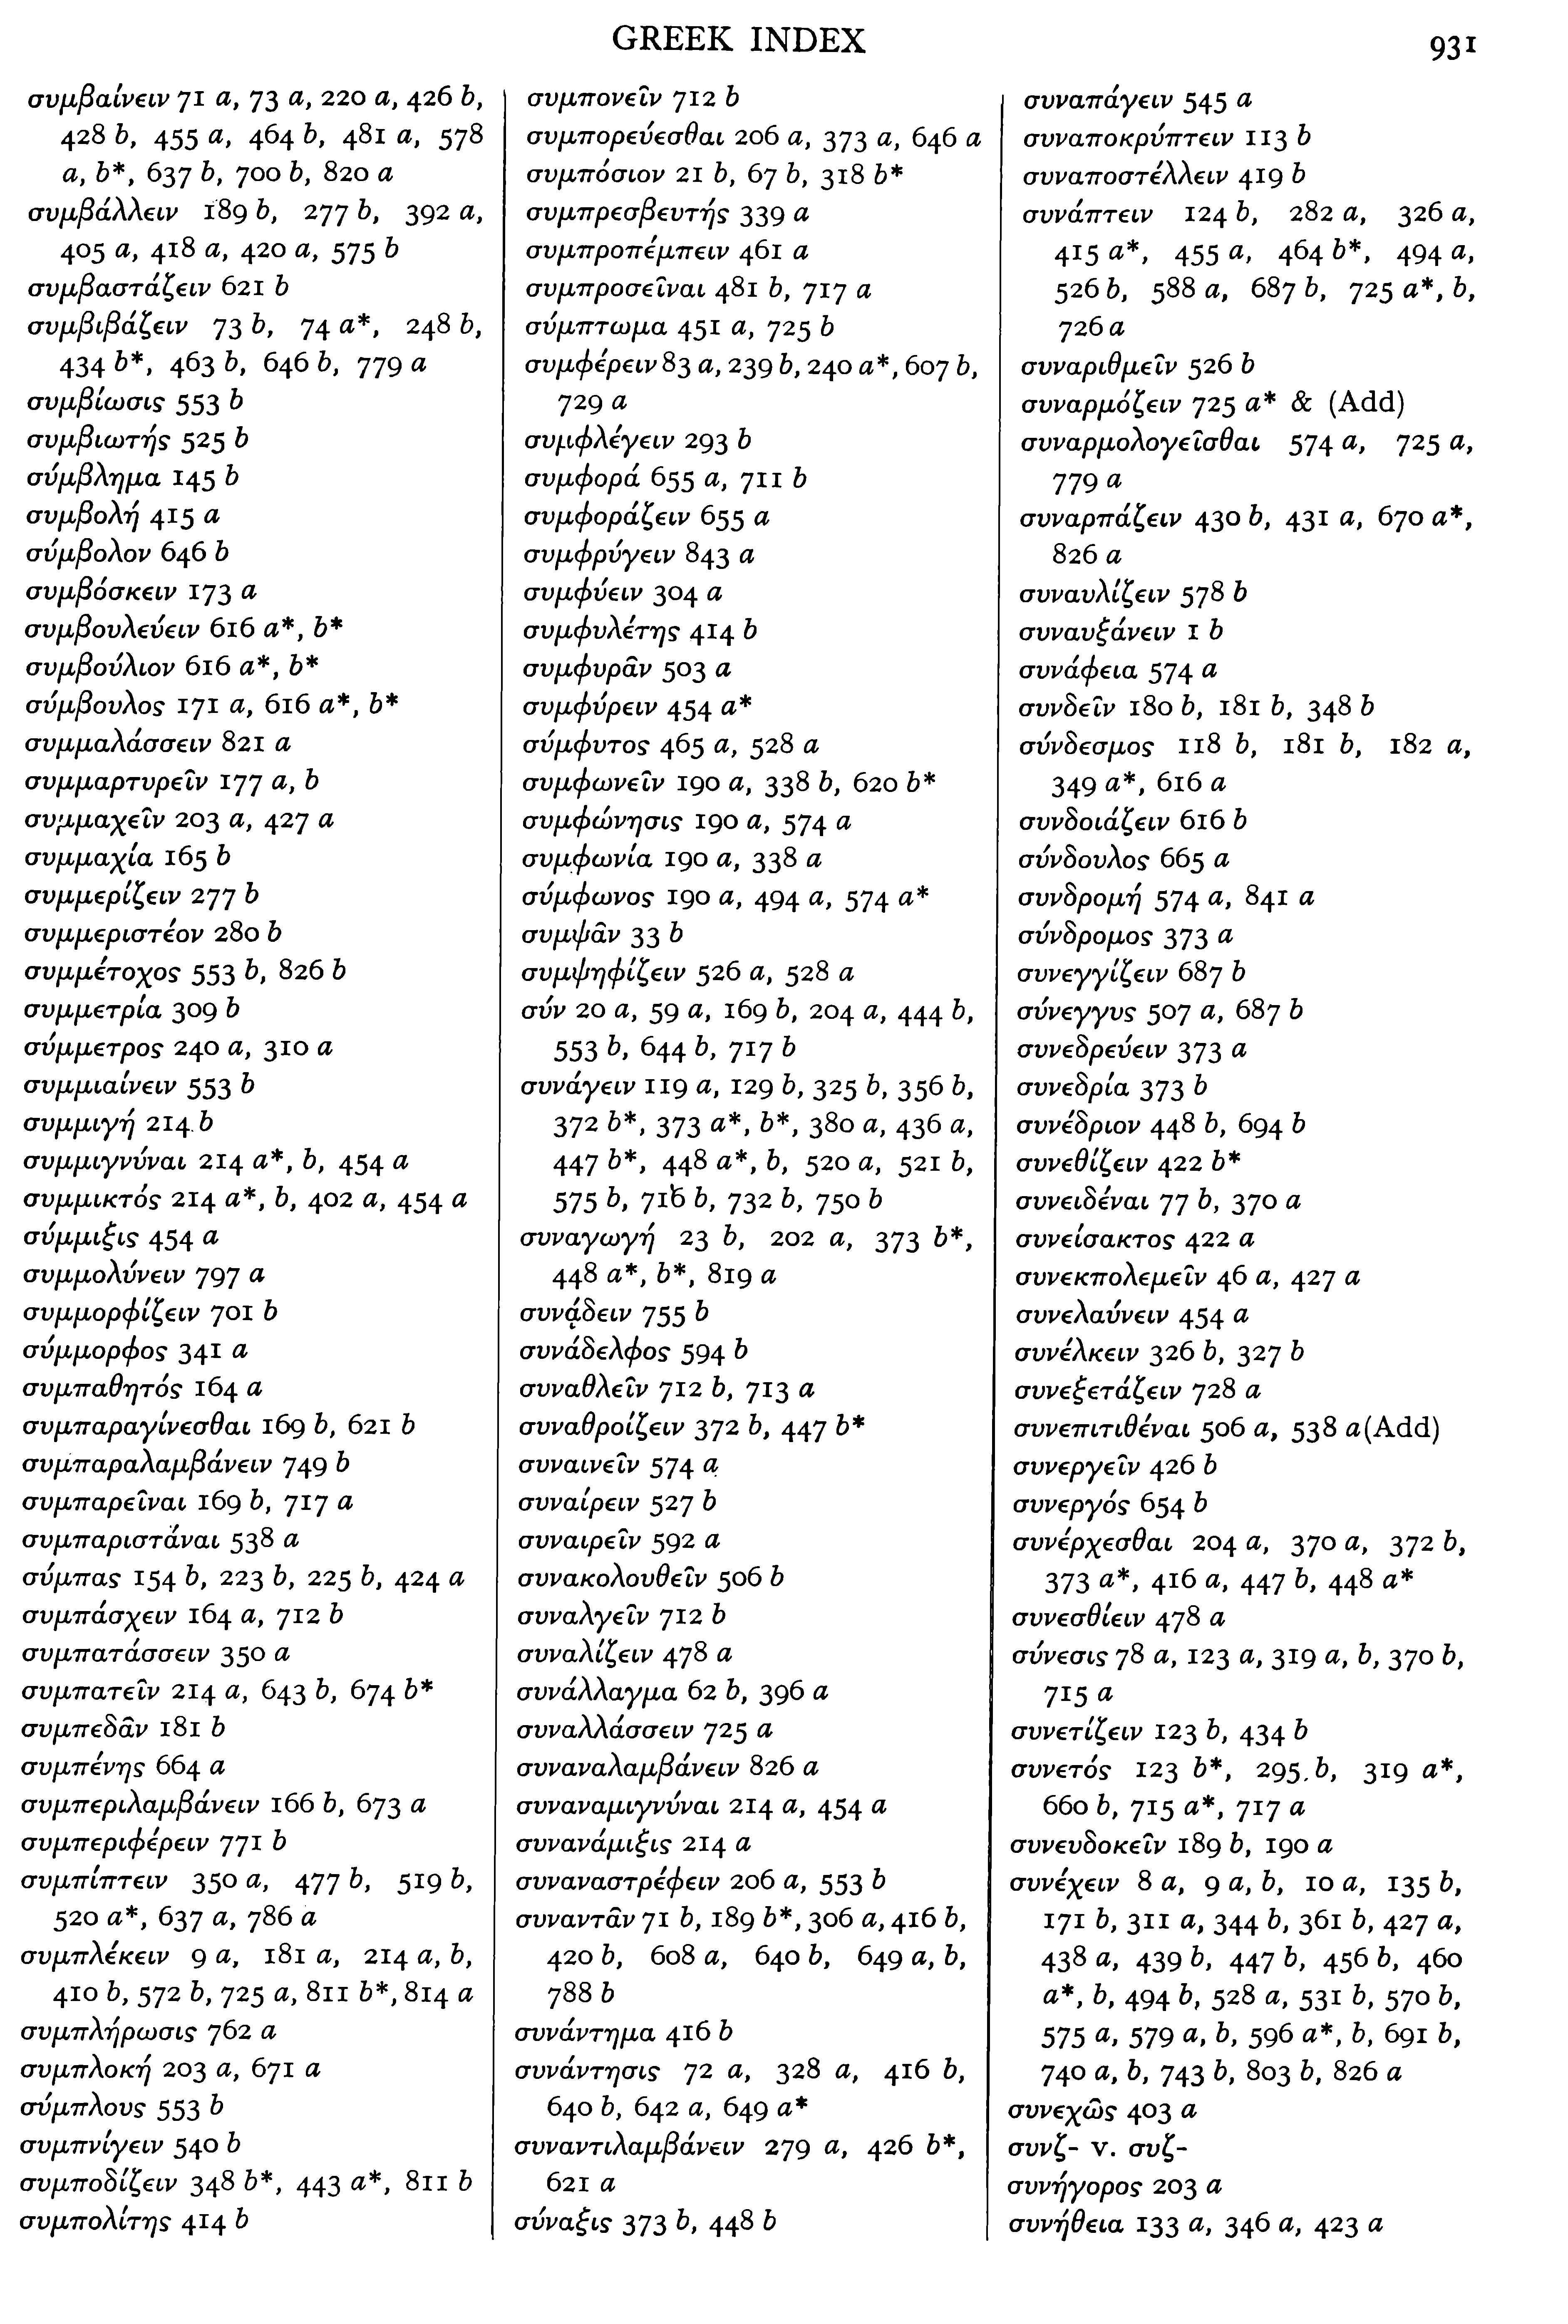 GREEK INDEX
931
συμβαίνειν 71 a, 73 a, 220 a, 426 b,
428 b, 455 a, 464 b, 481 a, 578
a, b*, 637 b, 700 b, 820 a
συμβάλλειν 189 b, 277 b, 392 a,
405 a, 418 a, 420 a, 575 b
συμβαστάζειν 621 b
συμβιβάζειν 73 b, 74 a*, 248 b,
434 b*, 463 b, 646 b, 779 a
συμβίωσις 553 b
συμβιωτής 525 b
σύμβλημα 145 b
συμβολή 415 a
σύμβολον 646 b
συμβόσκειν 173 a
συμβουλεύειν 616 a*, b*
συμβούλιον 616 a*, b*
σύμβουλος 171 a, 616 a*, b*
συμμαλάσσειν 821 a
συμμαρτυρεῖν 177 a, b
συμμαχεῖν 203 a, 427 a
συμμαχία 165 b
συμμερίζειν 277 b
συμμεριστέον 280 b
συμμέτοχος 553 b, 826 b
συμμετρία 309 b
σύμμετρος 240 a, 310 a
συμμιαίνειν 553 b
συμμιγή 214 b
συμμιγνύναι 214 a*, b, 454 a
συμμικτός 214 a*, b, 402 a, 454 a
σύμμιξις 454 a
συμμολύνειν 797 a
συμμορφίζειν 701 b
σύμμορφος 341 a
συμπαθητός 164 a
συμπαραγίνεσθαι 169 b, 621 b
συμπαραλαμβάνειν 749 b
συμπαρεῖναι 169 b, 717 a
συμπαριστάναι 538 a
σύμπας 154 b, 223 b, 225 b, 424 a
συμπάσχειν 164 a, 712 b
συμπατάσσειν 350 a
συμπατεῖν 214 a, 643 b, 674 b*
συμπεδᾶν 181 b
συμπένης 664 a
συμπεριλαμβάνειν 166 b, 673 a
συμπεριφέρειν 771 b
συμπίπτειν 350 a, 477 b, 519 b,
520 a*, 637 a, 786 a
συμπλέκειν 9 a, 181 a, 214 a, b,
410 b, 572 b, 725 a, 811 b*, 814 a
συμπλήρωσις 762 a
συμπλοκή 203 a, 671 a
σύμπλους 553 b
συμπνίγειν 540 b
συμποδίζειν 348 b*, 443 a*, 811 b
συμπολίτης 414 b
συμπονεῖν 712 b
συμπορεύεσθαι 206 a, 373 a, 646 a
συμπόσιον 21 b, 67 b, 318 b*
συμπρεσβευτής 339 a
συμπροπέμπειν 461 a
συμπροσεῖναι 481 b, 717 a
σύμπτωμα 451 a, 725 b
συμφέρειν 83 a, 239 b, 240 a*, 607 b,
729 a
συμφλέγειν 293 b
συμφορά 655 a, 711 b
συμφοράζειν 655 a
συμφρύγειν 843 a
συμφύειν 304 a
συμφυλέτης 414 b
συμφυρᾶν 503 a
συμφύρειν 454 a*
σύμφυτος 465 a, 528 a
συμφωνεῖν 190 a, 338 b, 620 b*
συμφώνησις 190 a, 574 a
συμφωνία 190 a, 338 a
σύμφωνος 190 a, 494 a, 574 a*
συμψᾶν 33 b
συμψηφίζειν 526 a, 528 a
σύν 20 a, 59 a, 169 b, 204 a, 444 b,
553 b, 644 b, 717 b
συνάγειν 119 a, 129 b, 325 b, 356 b,
372 b*, 373 a*, b*, 380 a, 436 a,
447 b*, 448 a*, b, 520 a, 521 b,
575 b, 716 b, 732 b, 750 b
συναγωγή 23 b, 202 a, 373 b*,
448 a*, b*, 819 a
συνᾴδειν 755 b
συνάδελφος 594 b
συναθλεῖν 712 b, 713 a
συναθροίζειν 372 b, 447 b*
συναινεῖν 574 a
συναίρειν 527 b
συναιρεῖν 592 a
συνακολουθεῖν 506 b
συναλγεῖν 712 b
συναλίζειν 478 a
συνάλλαγμα 62 b, 396 a
συναλλάσσειν 725 a
συναναλαμβάνειν 826 a
συναναμιγνύναι 214 a, 454 a
συνανάμιξις 214 a
συναναστρέφειν 206 a, 553 b
συναντᾶν 71 b, 189 b*, 306 a, 416 b,
420 b, 608 a, 640 b, 649 a, b,
788 b
συνάντημα 416 b
συνάντησις 72 a, 328 a, 416 b,
640 b, 642 a, 649 a*
συναντιλαμβάνειν 279 a, 426 b*,
621 a
σύναξις 373 b, 448 b
συναπάγειν 545 a
συναποκρύπτειν 113 b
συναποστέλλειν 419 b
συνάπτειν 124 b, 282 a, 326 a,
415 a*, 455 a, 464 b*, 494 a,
526 b, 588 a, 687 b, 725 a*, b,
726 a
συναριθμεῖν 526 b
συναρμόζειν 725 a* & (Add)
συναρμολογεῖσθαι 574 a, 725 a,
779 a
συναρπάζειν 430 b, 431 a, 670 a*,
826 a
συναυλίζειν 578 b
συναυξάνειν 1 b
συνάφεια 574 a
συνδεῖν 180 b, 181 b, 348 b
σύνδεσμος 118 b, 181 b, 182 a,
349 a*, 616 a
συνδοιάζειν 616 b
σύνδουλος 665 a
συνδρομή 574 a, 841 a
σύνδρομος 373 a
συνεγγίζειν 687 b
σύνεγγυς 507 a, 687 b
συνεδρεύειν 373 a
συνεδρία 373 b
συνέδριον 448 b, 694 b
συνεθίζειν 422 b*
συνειδέναι 77 b, 370 a
συνείσακτος 422 a
συνεκπολεμεῖν 46 a, 427 a
συνελαύνειν 454 a
συνέλκειν 326 b, 327 b
συνεξετάζειν 728 a
συνεπιτιθέναι 506 a, 538 a (Add)
συνεργεῖν 426 b
συνεργός 654 b
συνέρχεσθαι 204 a, 370 a, 372 b,
373 a*, 416 a, 447 b, 448 a*
συνεσθίειν 478 a
σύνεσις 78 a, 123 a, 319 a, b, 370 b,
715 a
συνετίζειν 123 b, 434 b
συνετός 123 b*, 295 b, 319 a*,
660 b, 715 a*, 717 a
συνευδοκεῖν 189 b, 190 a
συνέχειν 8 a, 9 a, b, 10 a, 135 b,
171 b, 311 a, 344 b, 361 b, 427 a,
438 a, 439 b, 447 b, 456 b, 460
a*, b, 494 b, 528 a, 531 b, 570 b,
575 a, 579 a, b, 596 a*, b, 691 b,
740 a, b, 743 b, 803 b, 826 a
συνεχῶς 403 a
συνζ- v. συζ-
συνήγορος 203 a
συνήθεια 133 a, 346 a, 423 a